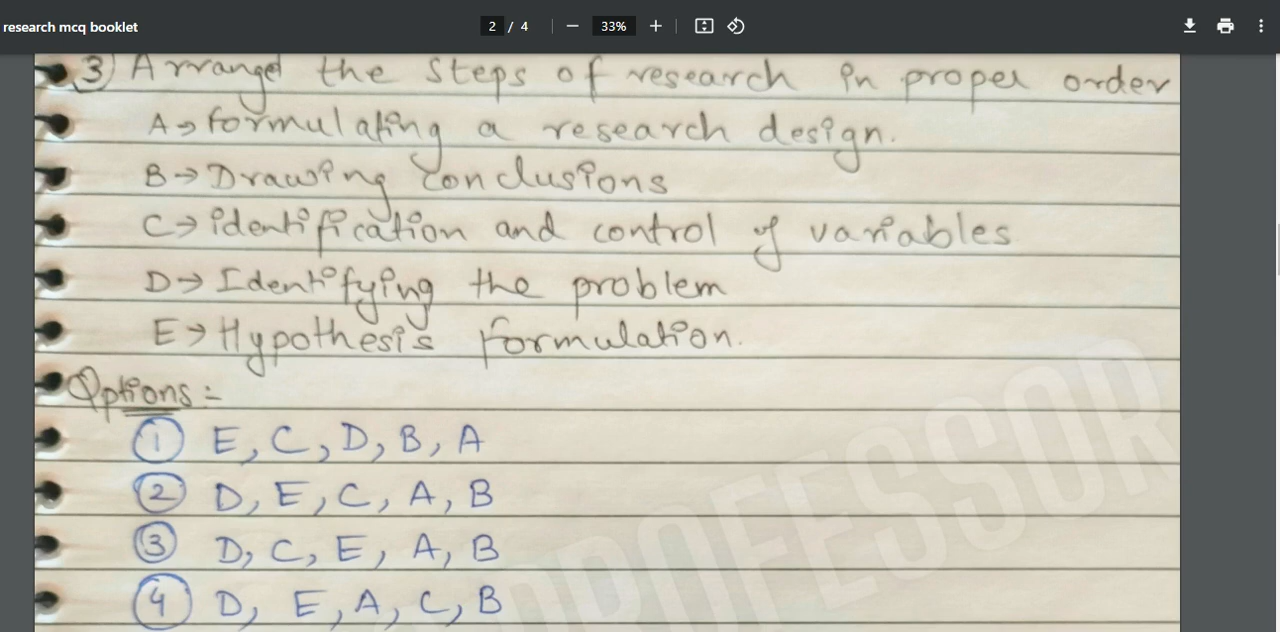 research mcq booklet
2 / 4
33%
3) Arranged the steps of research in proper order
A → formulating a research design.
B → Drawing conclusions
C → identification and control of variables
D → Identifying the problem
E → Hypothesis formulation.
Options :-
1 E, C, D, B, A
2 D, E, C, A, B
3 D, C, E, A, B
4 D, E, A, C, B
PROFESSOR